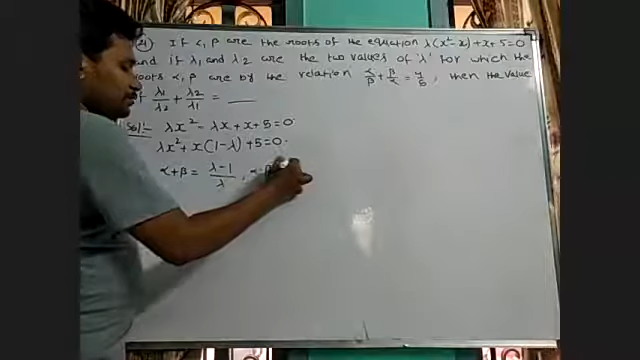 21) If α, β are the roots of the equation λ(x² - x) + x + 5 = 0
and if λ₁ and λ₂ are the two values of 'λ' for which the
roots α, β are by the relation α/β + β/α = 4/5, then the value
of λ₁/λ₂ + λ₂/λ₁ = ___
Sol:- λx² - λx + x + 5 = 0.
λx² + x(1-λ) + 5 = 0.
α + β = (λ-1)/λ, α·β